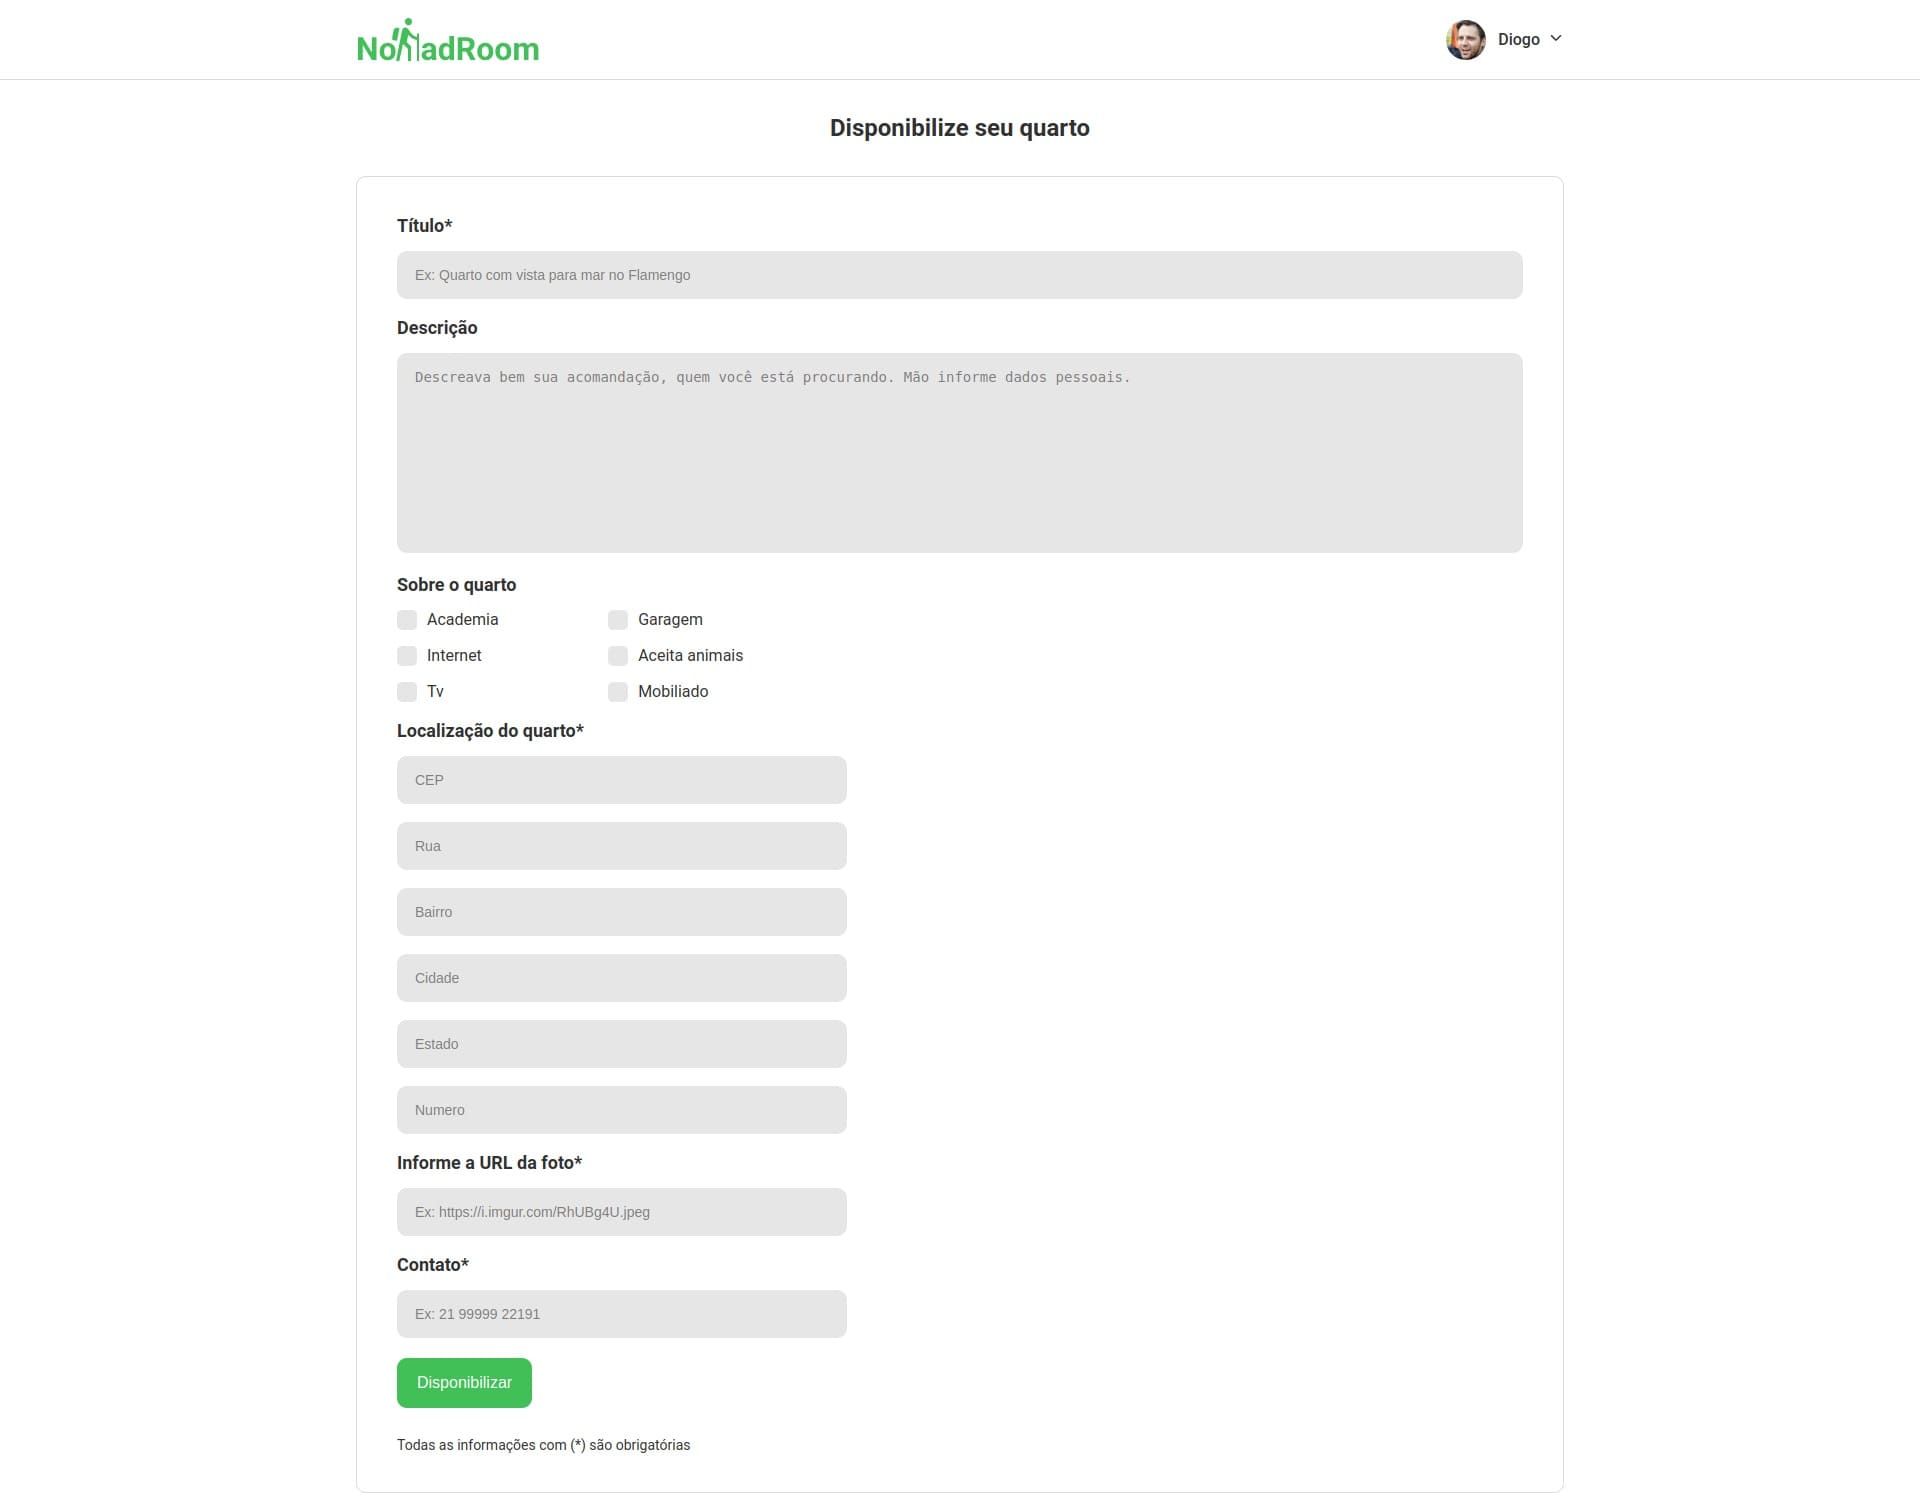 NomadRoom
Diogo
Disponibilize seu quarto
Título*
Ex: Quarto com vista para mar no Flamengo
Descrição
Descreava bem sua acomandação, quem você está procurando. Mão informe dados pessoais.
Sobre o quarto
Academia
Garagem
Internet
Aceita animais
Tv
Mobiliado
Localização do quarto*
CEP
Rua
Bairro
Cidade
Estado
Numero
Informe a URL da foto*
Ex: https://i.imgur.com/RhUBg4U.jpeg
Contato*
Ex: 21 99999 22191
Disponibilizar
Todas as informações com (*) são obrigatórias